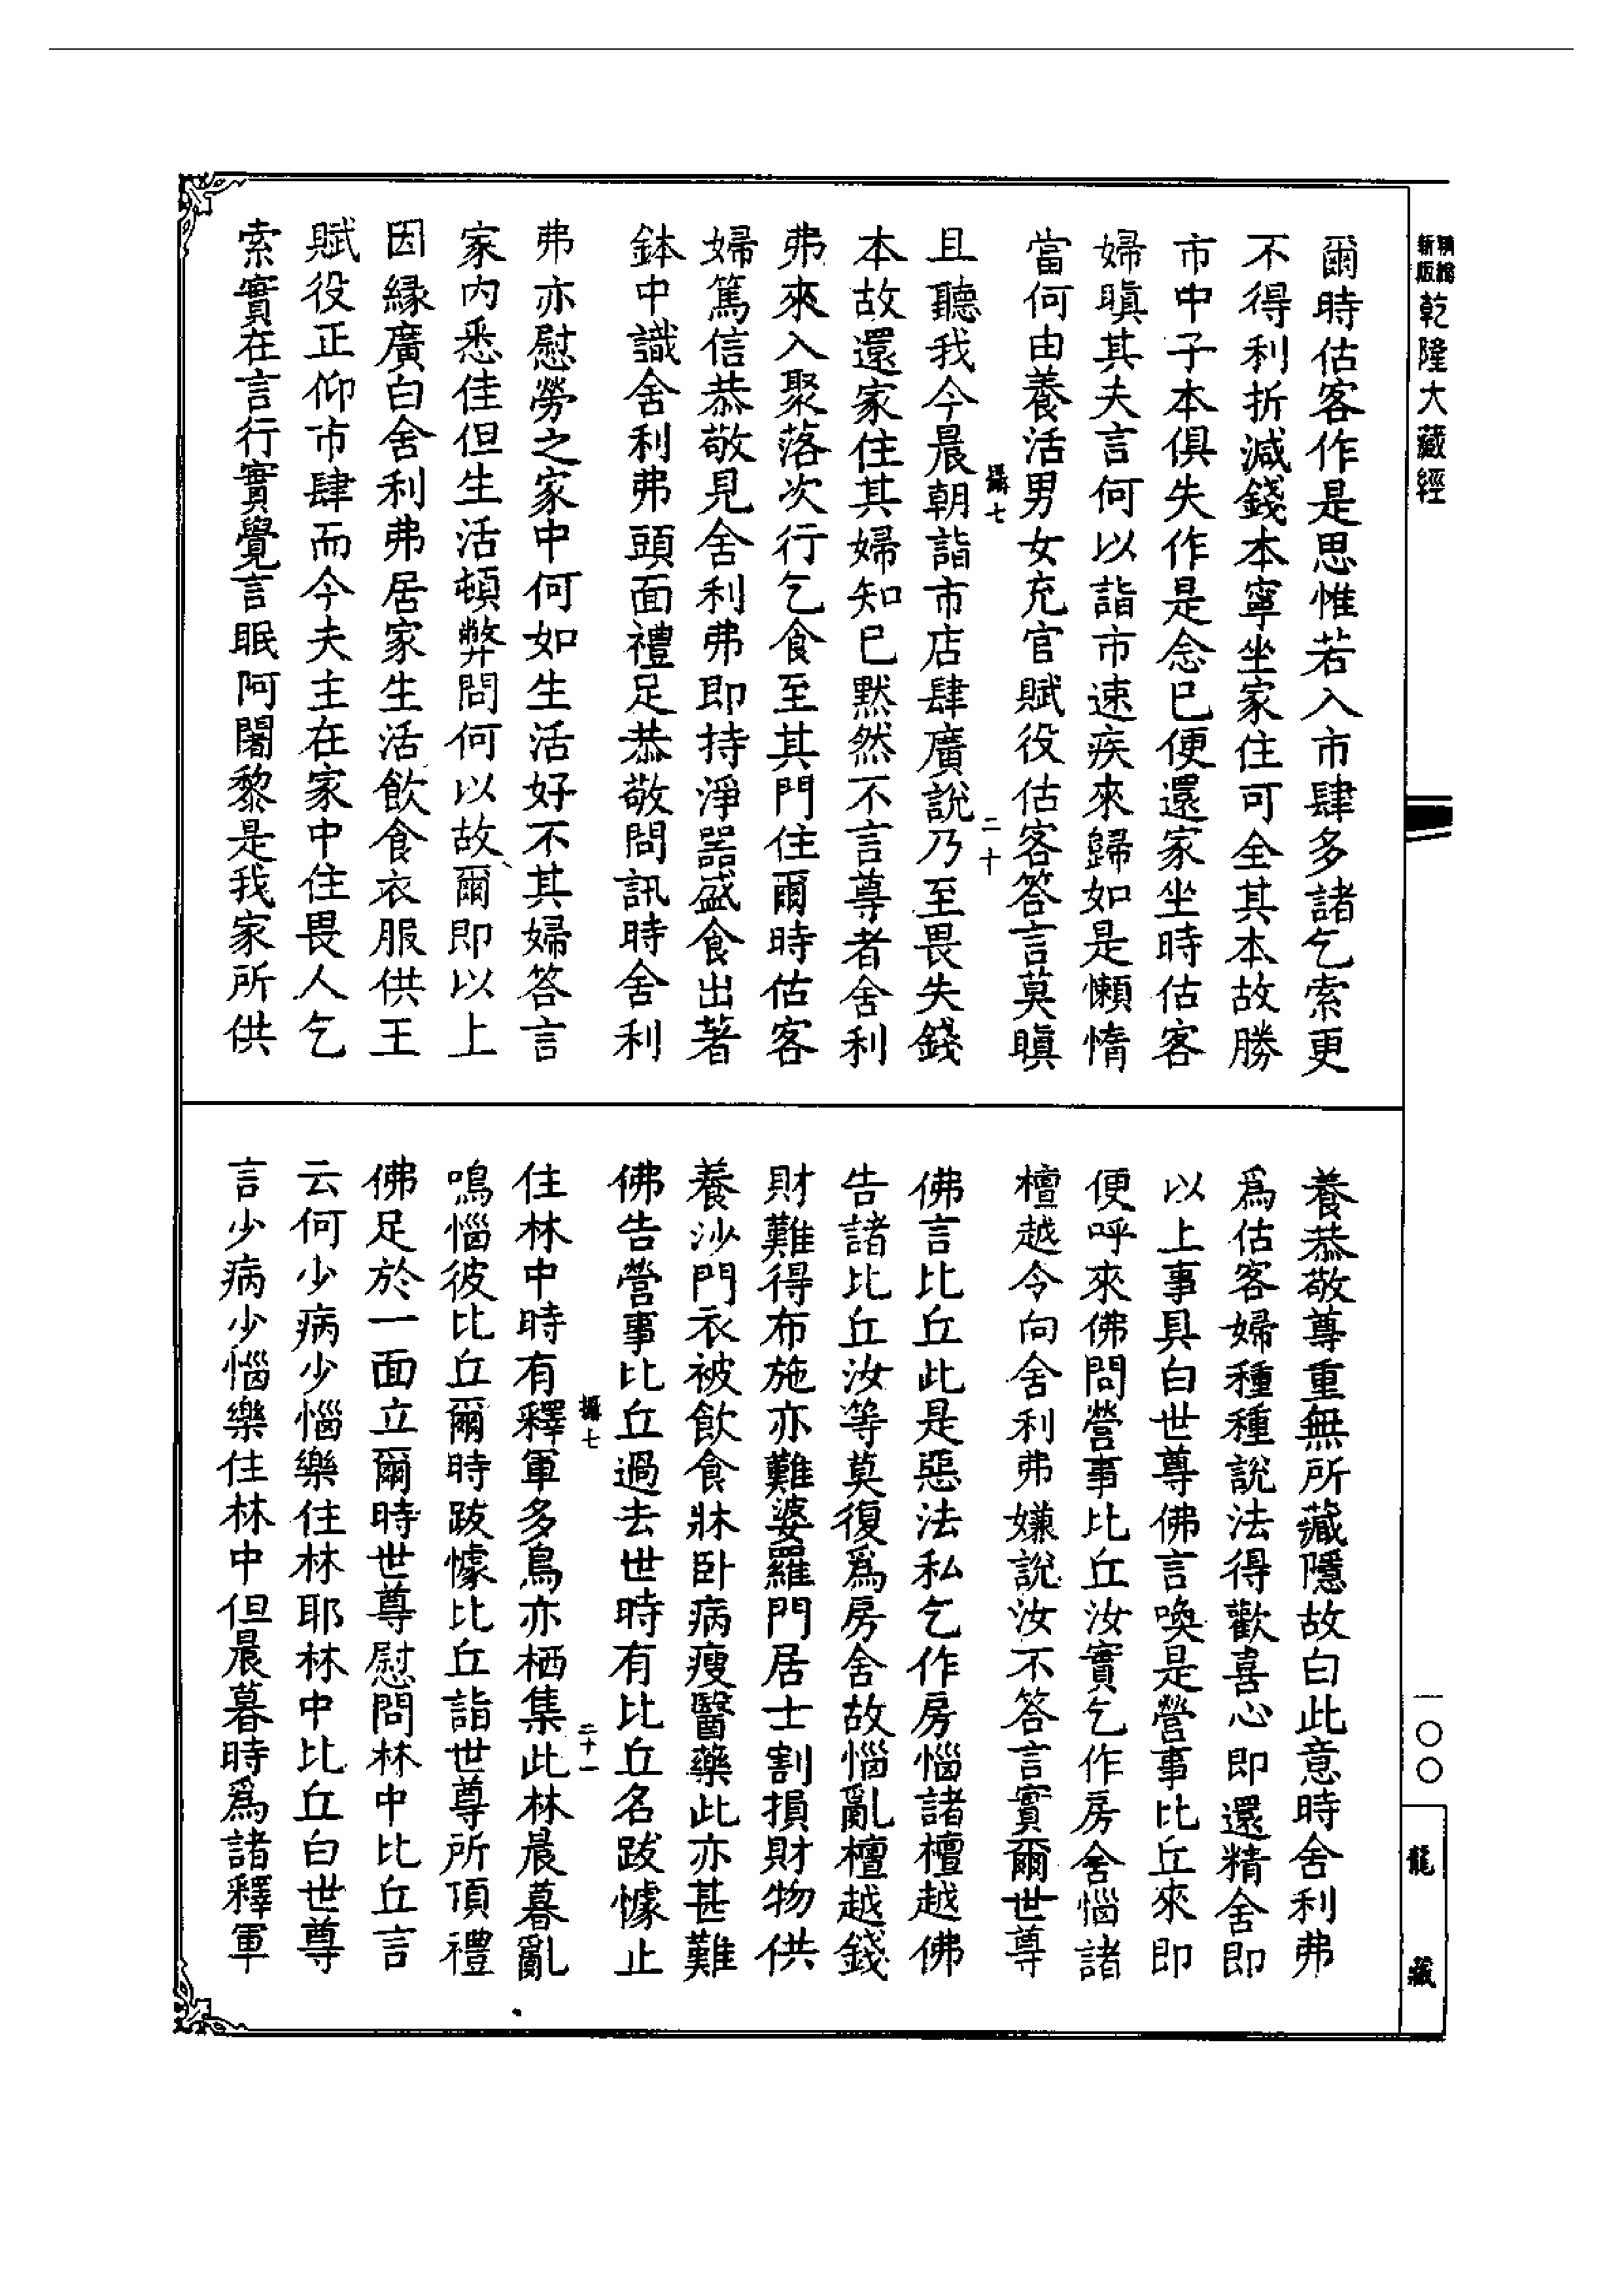 新版
精縮
乾隆大藏經
爾時估客作是思惟若入市肆多諸乞索更
不得利折減錢本寧坐家住可全其本故勝
市中子本俱失作是念已便還家坐時估客
婦瞋其夫言何以詣市速疾來歸如是懶惰
當何由養活男女充官賦役估客答言莫瞋
且聽我今晨朝詣市店肆廣說乃至畏失錢
本故還家住其婦知已默然不言尊者舍利
弗來入聚落次行乞食至其門住爾時估客
婦篤信恭敬見舍利弗即持淨器盛食出著
鉢中識舍利弗頭面禮足恭敬問訊時舍利
弗亦慰勞之家中何如生活好不其婦答言
家內悉佳但生活頓弊問何以故爾即以上
因緣廣白舍利弗居家生活飲食衣服供王
賦役正仰市肆而今夫主在家中住畏人乞
索實在言行實覺言眠阿闍黎是我家所供
養恭敬尊重無所藏隱故白此意時舍利弗
爲估客婦種種說法得歡喜心即還精舍即
以上事具白世尊佛言喚是營事比丘來即
便呼來佛問營事比丘汝實乞作房舍惱諸
檀越令向舍利弗嫌說汝不答言實爾世尊
佛言比丘此是惡法私乞作房惱諸檀越佛
告諸比丘汝等莫復爲房舍故惱亂檀越錢
財難得布施亦難婆羅門居士割損財物供
養沙門衣被飲食牀卧病瘦醫藥此亦甚難
佛告營事比丘過去世時有比丘名跋懅止
住林中時有釋軍多鳥亦栖集此林晨暮亂
鳴惱彼比丘爾時跋懅比丘詣世尊所頂禮
佛足於一面立爾時世尊慰問林中比丘言
云何少病少惱樂住林耶林中比丘白世尊
言少病少惱樂住林中但晨暮時爲諸釋軍
七
二十
七
二十一
一〇〇
龍藏